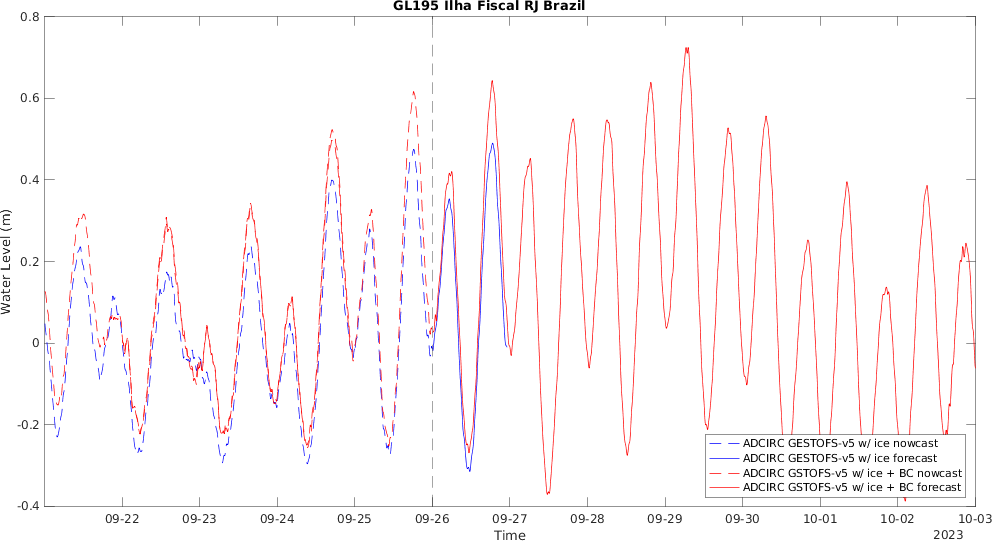 GL195 Ilha Fiscal RJ Brazil
Water Level (m)
0.8
0.6
0.4
0.2
0
-0.2
-0.4
ADCIRC GESTOFS-v5 w/ ice nowcast
ADCIRC GESTOFS-v5 w/ ice forecast
ADCIRC GSTOFS-v5 w/ ice + BC nowcast
ADCIRC GSTOFS-v5 w/ ice + BC forecast
09-22 09-23 09-24 09-25 09-26 09-27 09-28 09-29 09-30 10-01 10-02 10-03
Time
2023